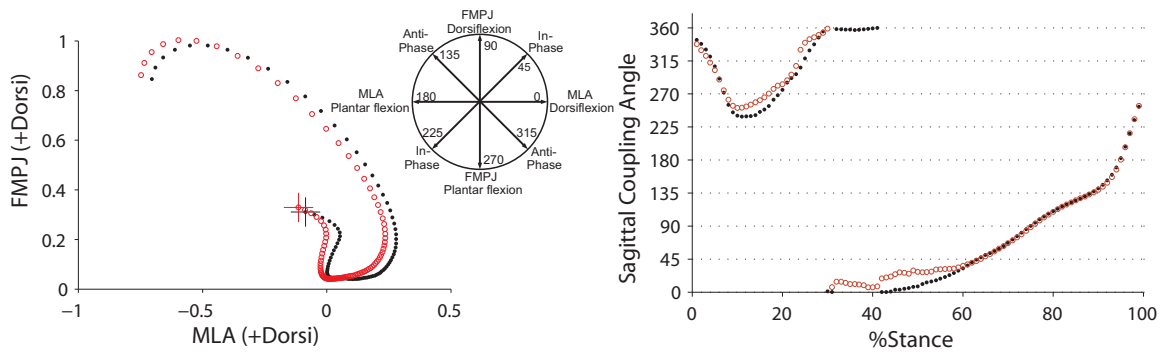 FMPJ (+Dorsi)
1
0.8
0.6
0.4
0.2
0
−1
−0.5
0
0.5
MLA (+Dorsi)
FMPJ
Dorsiflexion
90
Anti-
Phase
135
In-
Phase
45
MLA
Plantar flexion
180
0
MLA
Dorsiflexion
225
In-
Phase
315
Anti-
Phase
270
FMPJ
Plantar flexion
Sagittal Coupling Angle
360
315
270
225
180
135
90
45
0
0
20
40
60
80
100
%Stance